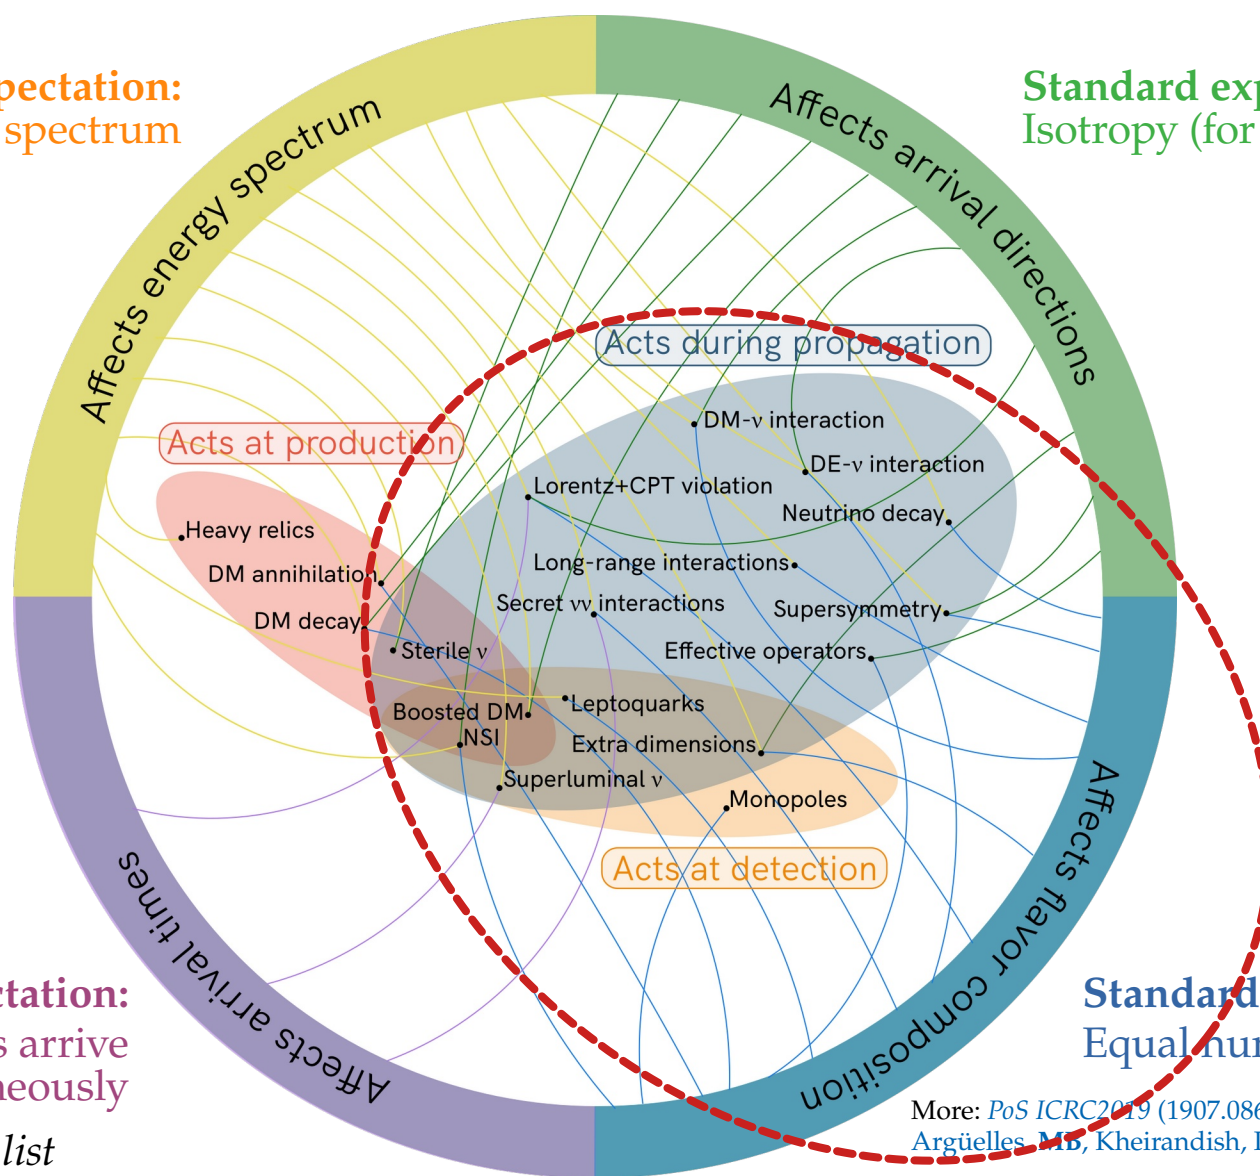 pectation:
spectrum
Standard exp
Isotropy (for
Affects energy spectrum
Affects arrival directions
Acts during propagation
DM-ν interaction
Acts at production
DE-ν interaction
Lorentz+CPT violation
Neutrino decay
Heavy relics
Long-range interactions
DM annihilation
Secret νν interactions
Supersymmetry
DM decay
Sterile ν
Effective operators
Leptoquarks
Boosted DM
NSI
Extra dimensions
Superluminal ν
Monopoles
Acts at detection
Affects arrival times
Affects flavor composition
ctation:
s arrive
neously
list
Standard
Equal nur
More: PoS ICRC2019 (1907.086
Argüelles, MB, Kheirandish,